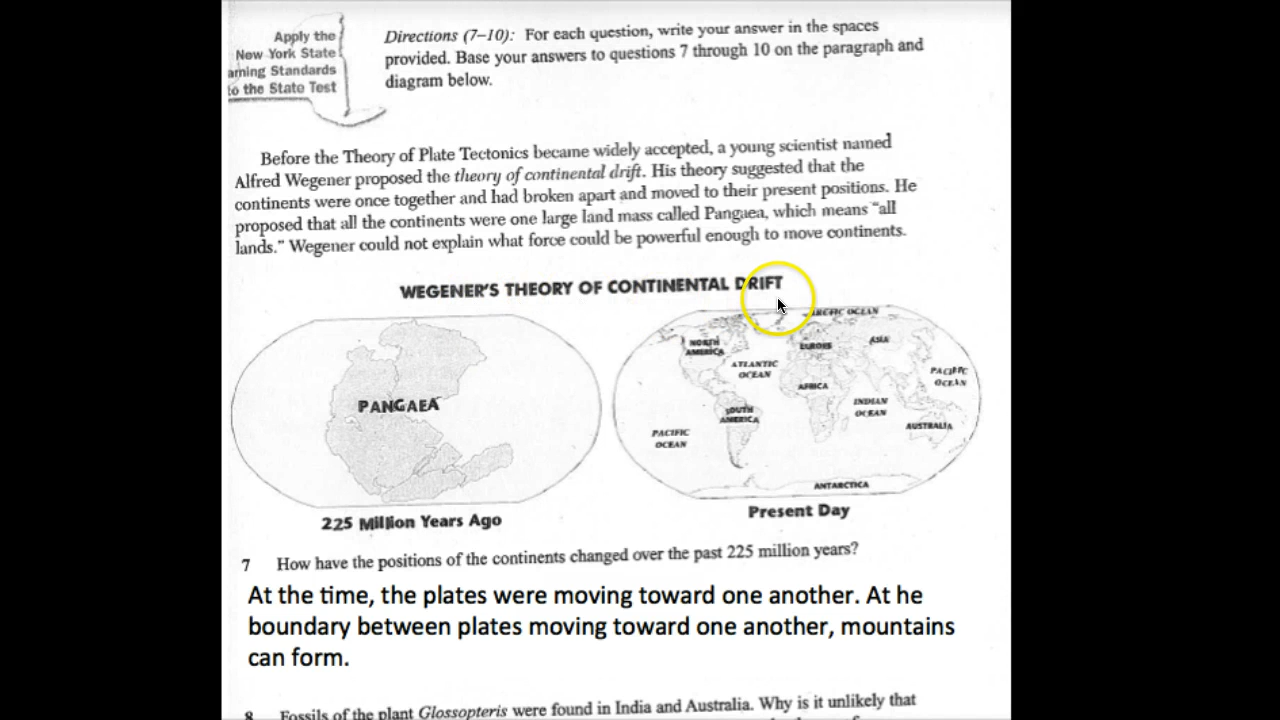 Apply the
New York State
arning Standards
to the State Test
Directions (7–10): For each question, write your answer in the spaces
provided. Base your answers to questions 7 through 10 on the paragraph and
diagram below.
Before the Theory of Plate Tectonics became widely accepted, a young scientist named
Alfred Wegener proposed the theory of continental drift. His theory suggested that the
continents were once together and had broken apart and moved to their present positions. He
proposed that all the continents were one large land mass called Pangaea, which means "all
lands." Wegener could not explain what force could be powerful enough to move continents.
WEGENER'S THEORY OF CONTINENTAL DRIFT
PANGAEA
225 Million Years Ago
ARCTIC OCEAN
NORTH
AMERICA
EUROPE
ASIA
ATLANTIC
OCEAN
PACIFIC
OCEAN
AFRICA
INDIAN
OCEAN
SOUTH
AMERICA
AUSTRALIA
PACIFIC
OCEAN
ANTARCTICA
Present Day
7 How have the positions of the continents changed over the past 225 million years?
At the time, the plates were moving toward one another. At he
boundary between plates moving toward one another, mountains
can form.
8 Fossils of the plant Glossopteris were found in India and Australia. Why is it unlikely that